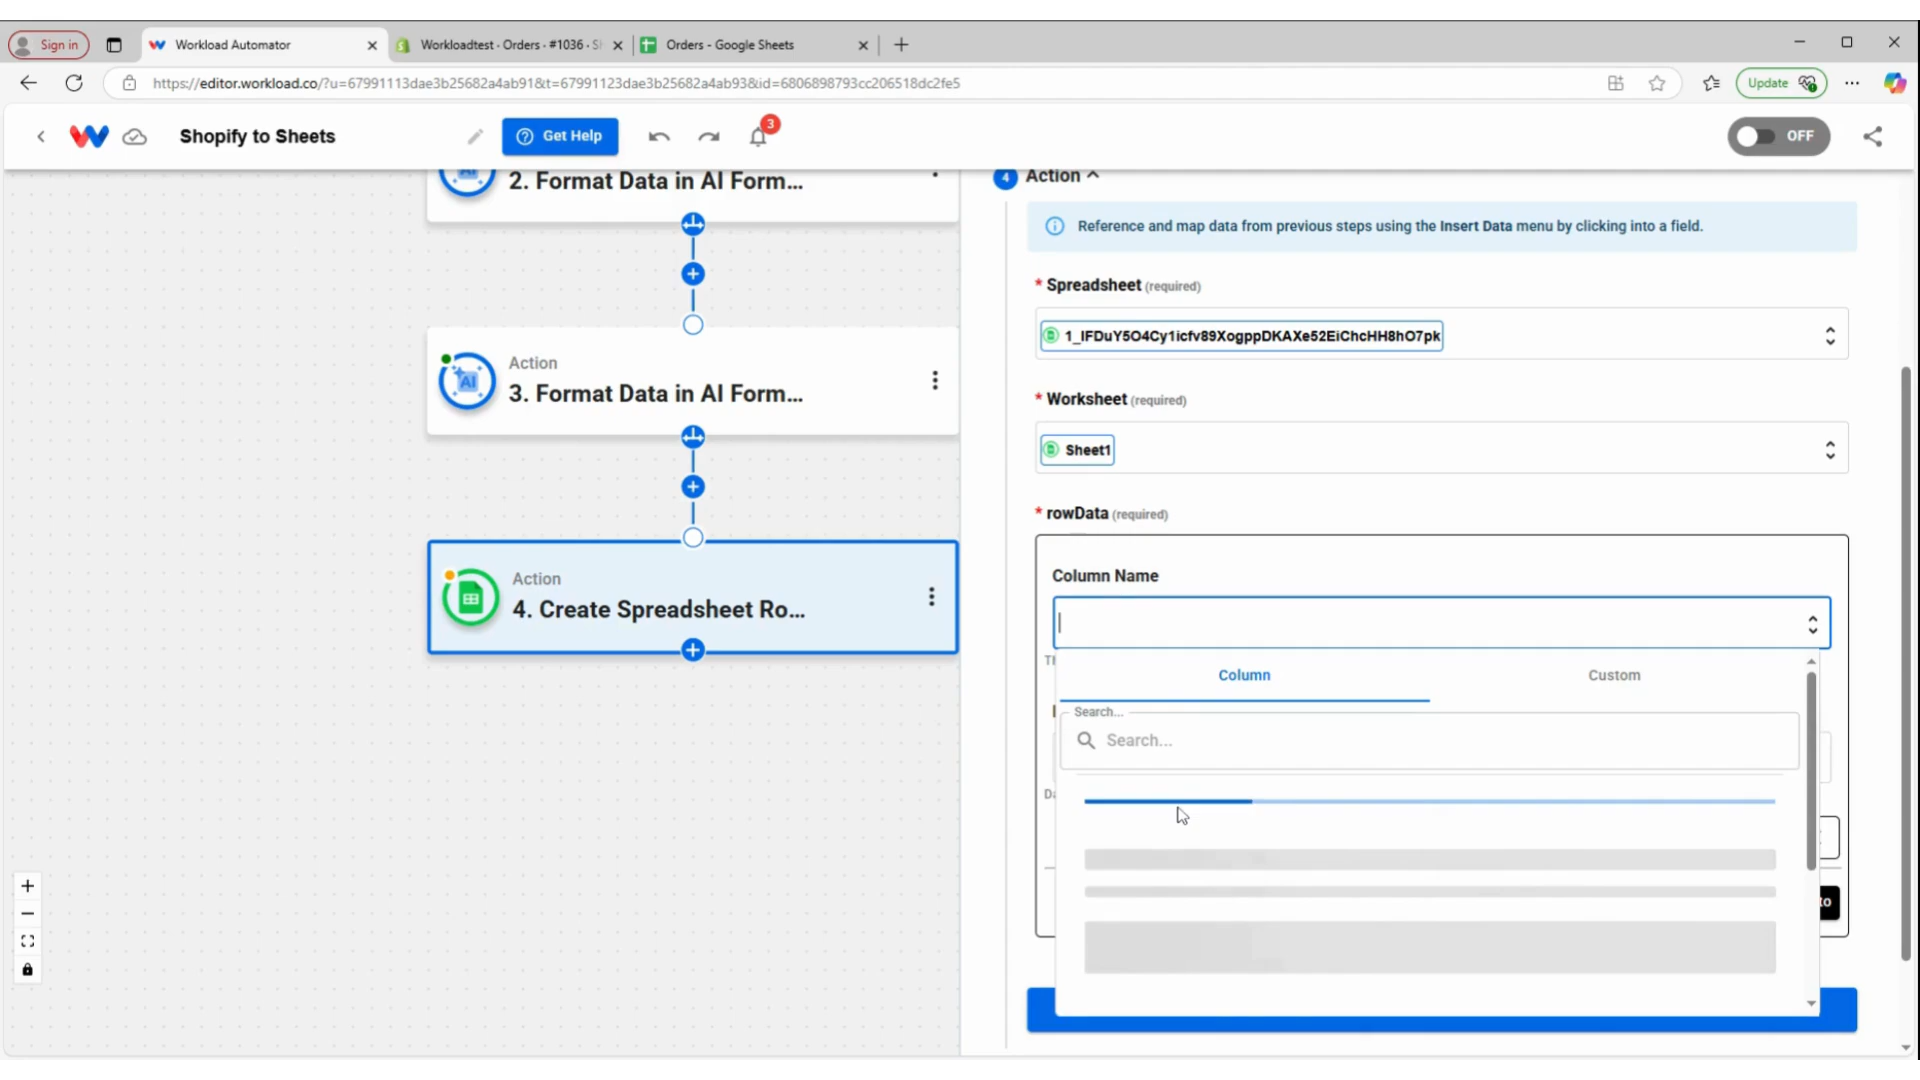 Sign in
Workload Automator
Workloadtest · Orders · #1036 · S
Orders - Google Sheets
https://editor.workload.co/?u=67991113dae3b25682a4ab91&t=67991123dae3b25682a4ab93&id=6806898793cc206518dc2fe5
Update
Shopify to Sheets
Get Help
3
OFF
2. Format Data in AI Form...
Action
AI
3. Format Data in AI Form...
Action
4. Create Spreadsheet Ro...
4
Action
Reference and map data from previous steps using the Insert Data menu by clicking into a field.
* Spreadsheet (required)
1_IFDuY5O4Cy1icfv89XogppDKAXe52EiChcHH8hO7pk
* Worksheet (required)
Sheet1
* rowData (required)
Column Name
Column
Custom
Search...
Search...